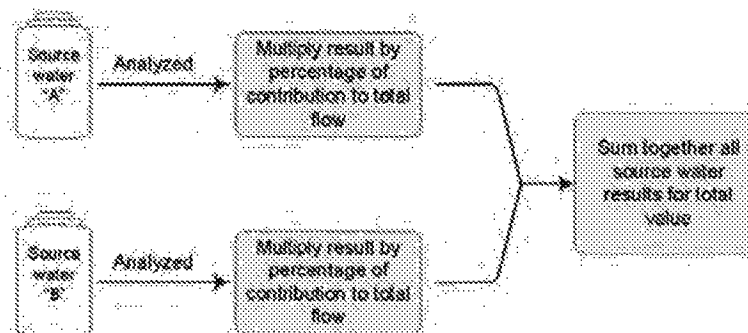 Source
water
"A"
Analyzed
Multiply result by
percentage of
contribution to total
flow
Sum together all
source water
results for total
value
Source
water
"B"
Analyzed
Multiply result by
percentage of
contribution to total
flow